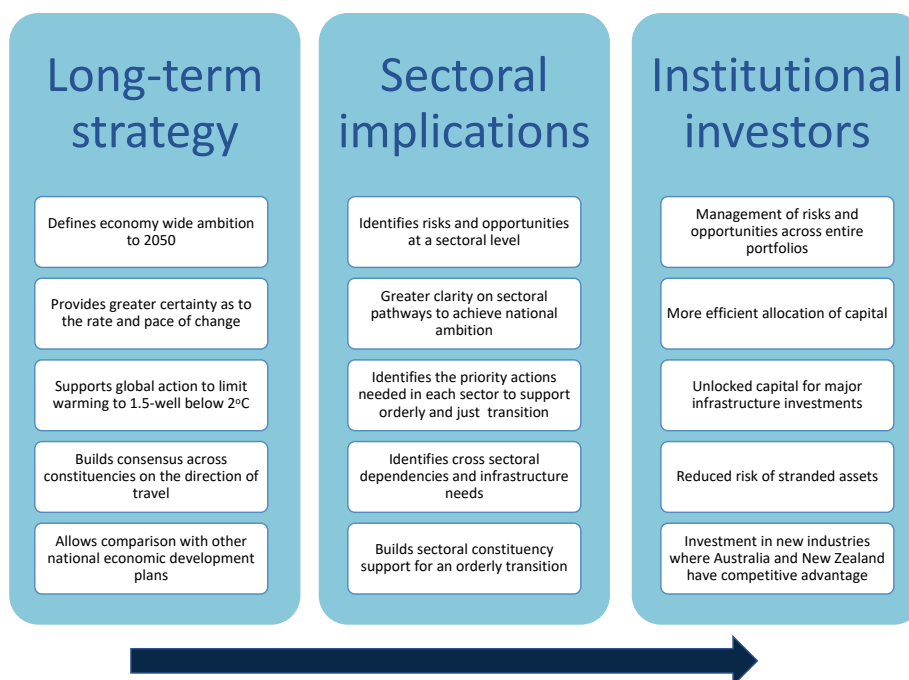 Long-term
strategy
Defines economy wide ambition
to 2050
Provides greater certainty as to
the rate and pace of change
Supports global action to limit
warming to 1.5-well below 2°C
Builds consensus across
constituencies on the direction of
travel
Allows comparison with other
national economic development
plans
Sectoral
implications
Identifies risks and opportunities
at a sectoral level
Greater clarity on sectoral
pathways to achieve national
ambition
Identifies the priority actions
needed in each sector to support
orderly and just  transition
Identifies cross sectoral
dependencies and infrastructure
needs
Builds sectoral constituency
support for an orderly transition
Institutional
investors
Management of risks and
opportunities across entire
portfolios
More efficient allocation of capital
Unlocked capital for major
infrastructure investments
Reduced risk of stranded assets
Investment in new industries
where Australia and New Zealand
have competitive advantage